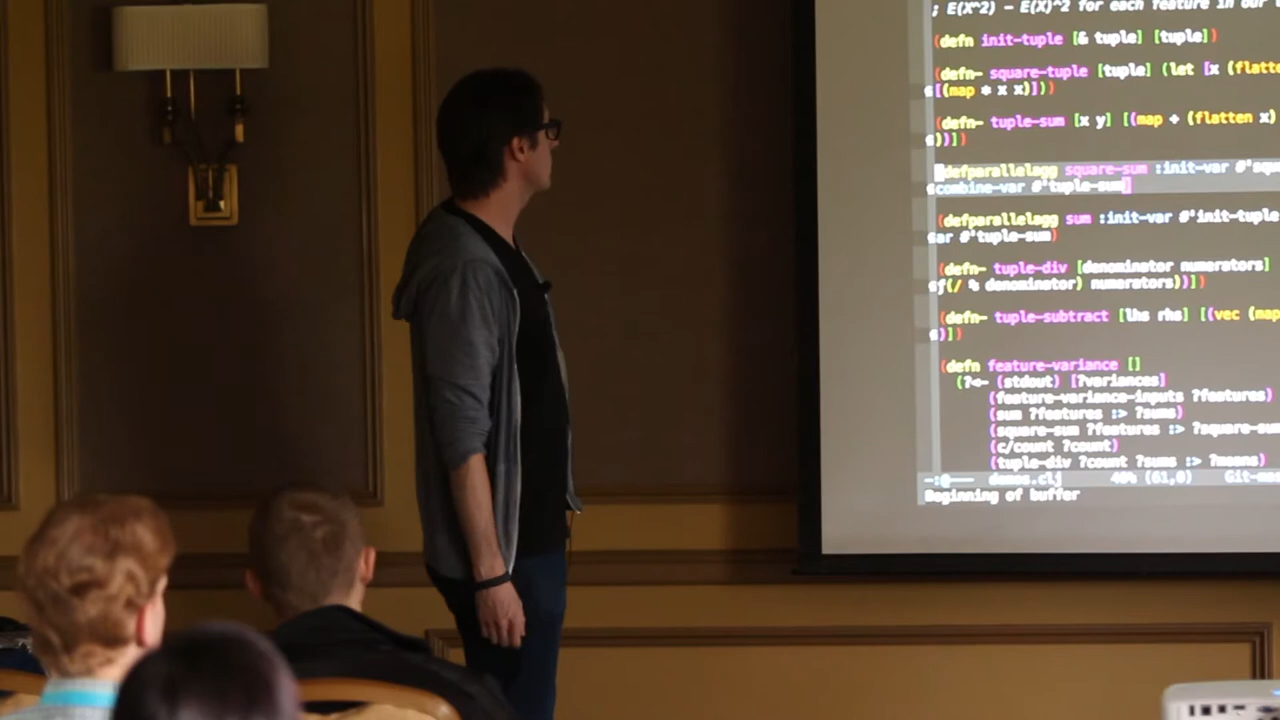 ; E(X^2) - E(X)^2 for each feature in our
(defn init-tuple [& tuple] [tuple])
(defn- square-tuple [tuple] (let [x (flatte
[(map * x x)]))
(defn- tuple-sum [x y] [(map + (flatten x)
))])
(defparallelagg square-sum :init-var #'squ
combine-var #'tuple-sum)
(defparallelagg sum :init-var #'init-tuple
ar #'tuple-sum)
(defn- tuple-div [denominator numerators]
f(/ % denominator) numerators))])
(defn- tuple-subtract [lhs rhs] [(vec (map
)])
(defn feature-variance []
(?<- (stdout) [?variances]
(feature-variance-inputs ?features)
(sum ?features :> ?sums)
(square-sum ?features :> ?square-sum
(c/count ?count)
(tuple-div ?count ?sums :> ?means)
demos.clj 40% (61,0) Git-mas
Beginning of buffer